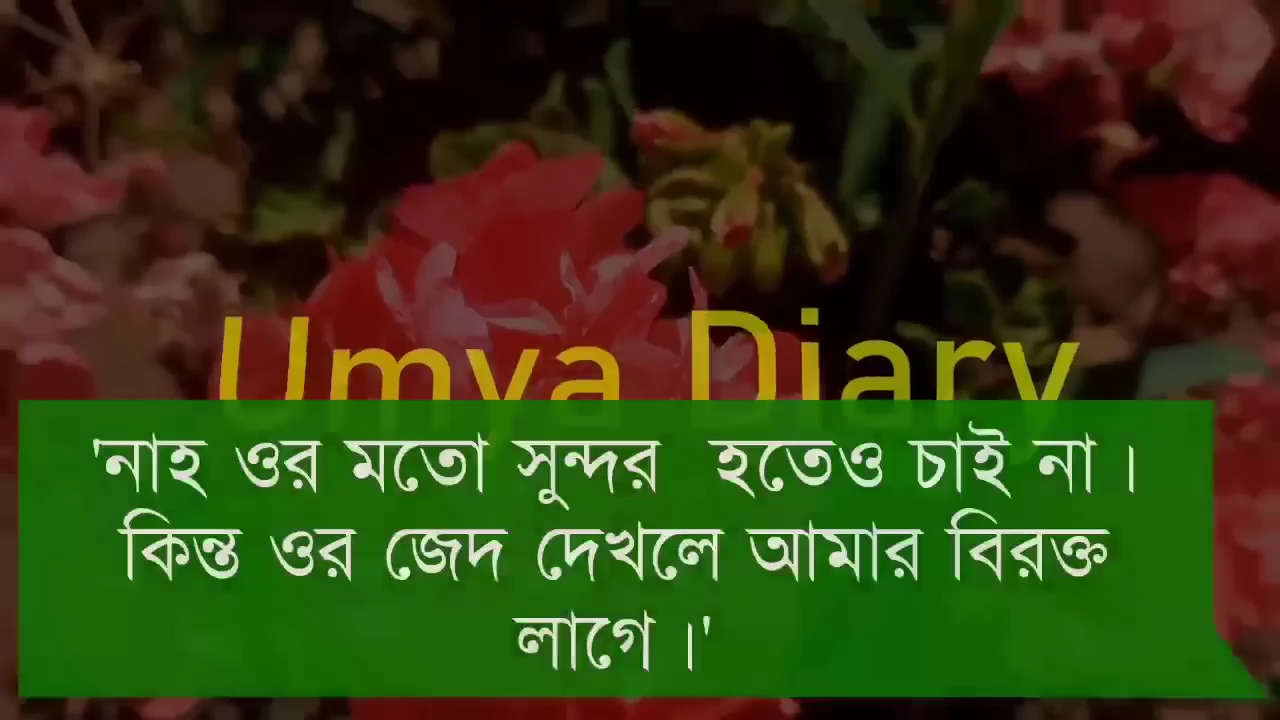 Umya Diary
'নাহ ওর মতো সুন্দর হতেও চাই না।
কিন্ত ওর জেদ দেখলে আমার বিরক্ত
লাগে।'